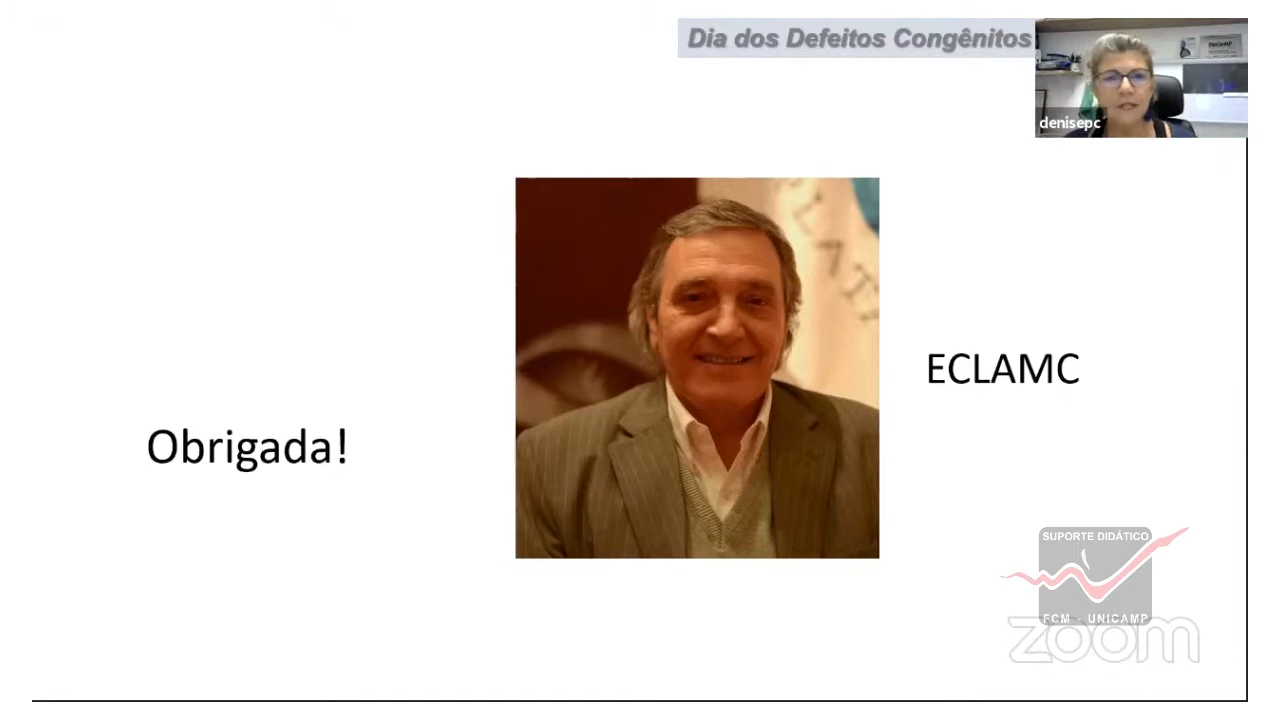 Dia dos Defeitos Congênitos
denisepc
ECLAMC
Obrigada!
SUPORTE DIDÁTICO
FCM - UNICAMP
zoom